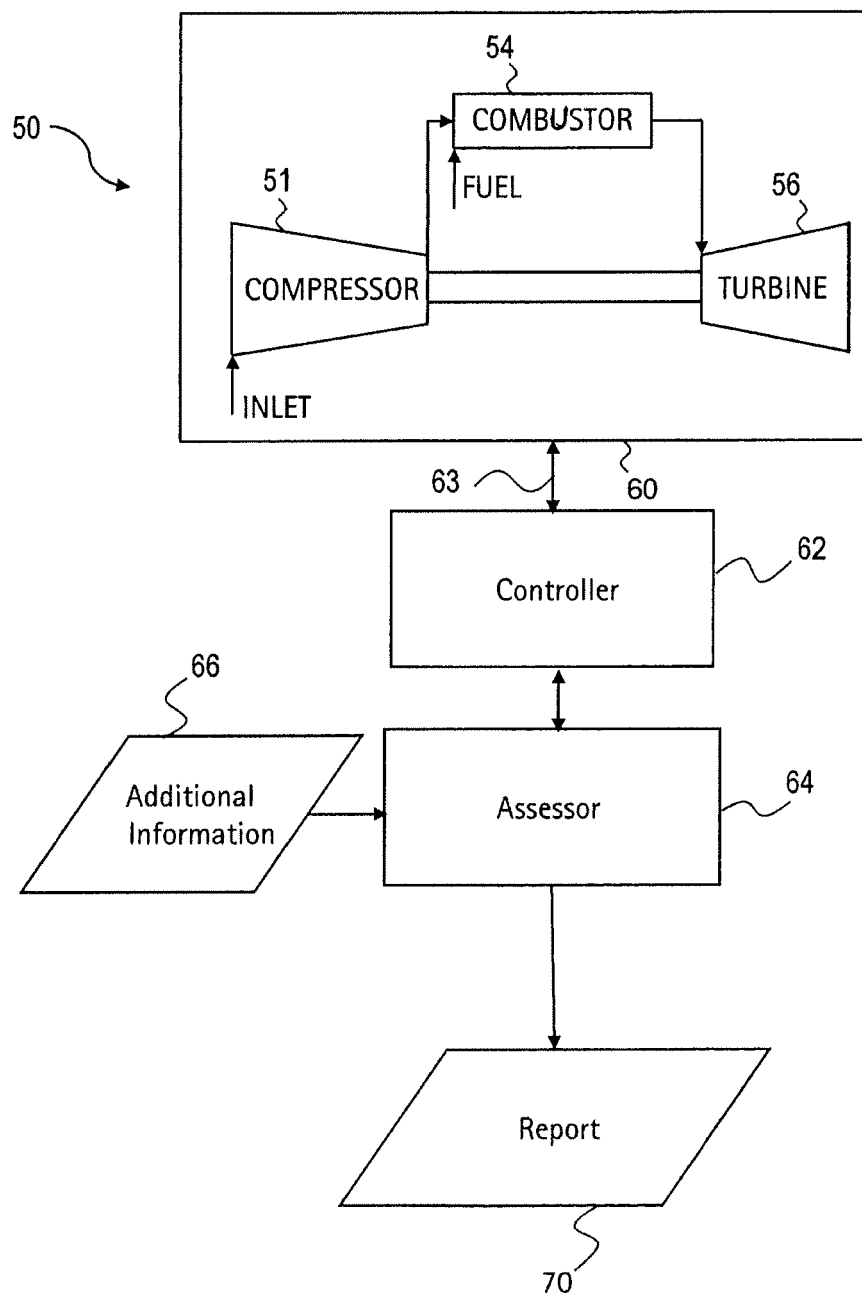 54
COMBUSTOR
50
FUEL
51
56
COMPRESSOR
TURBINE
INLET
63
60
62
Controller
66
Additional
Information
Assessor
64
Report
70